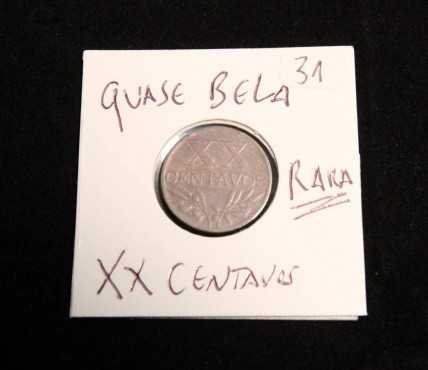 QUASE BELA 31
XX
CENTAVOS
RARA
XX CENTAVOS